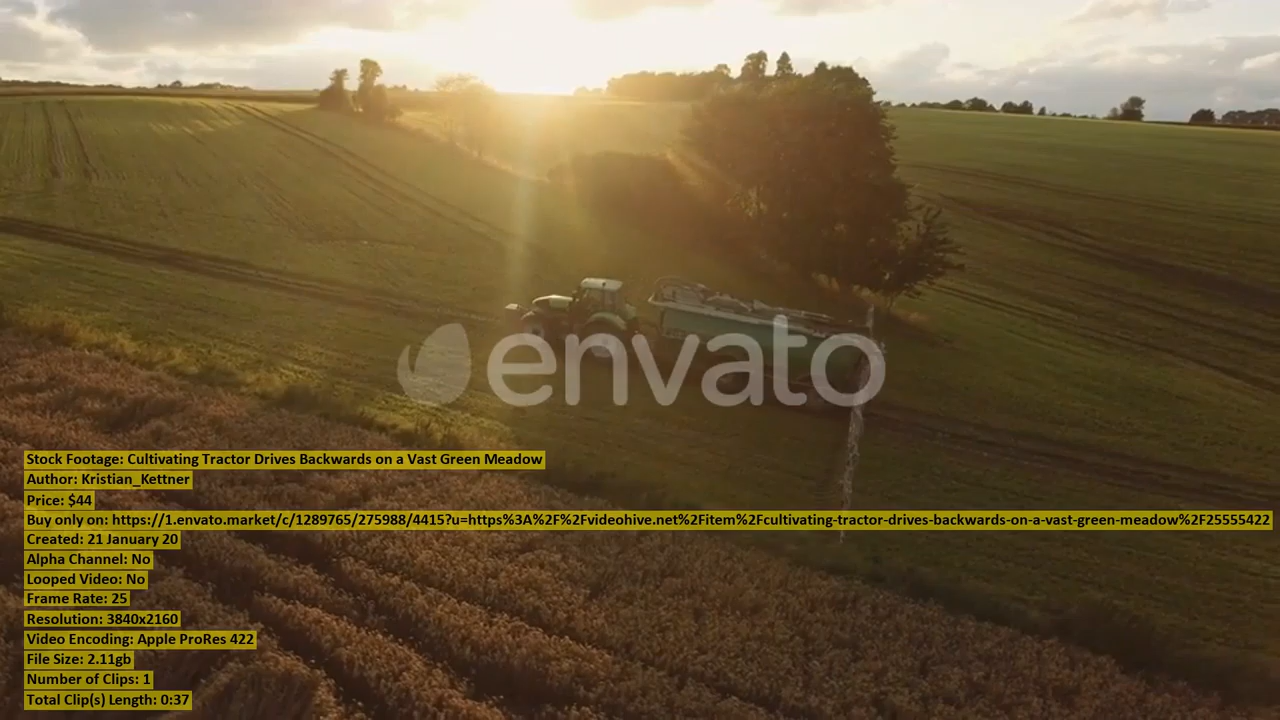 envato
Stock Footage: Cultivating Tractor Drives Backwards on a Vast Green Meadow
Author: Kristian_Kettner
Price: $44
Buy only on: https://1.envato.market/c/1289765/275988/4415?u=https%3A%2F%2Fvideohive.net%2Fitem%2Fcultivating-tractor-drives-backwards-on-a-vast-green-meadow%2F25555422
Created: 21 January 20
Alpha Channel: No
Looped Video: No
Frame Rate: 25
Resolution: 3840x2160
Video Encoding: Apple ProRes 422
File Size: 2.11gb
Number of Clips: 1
Total Clip(s) Length: 0:37